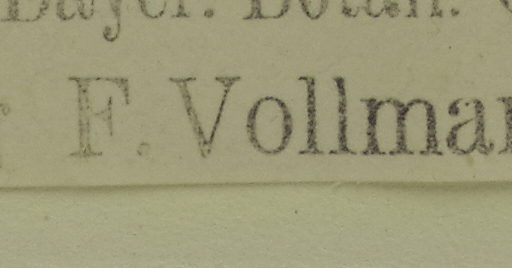 Bayer. Botan.
F. Vollman